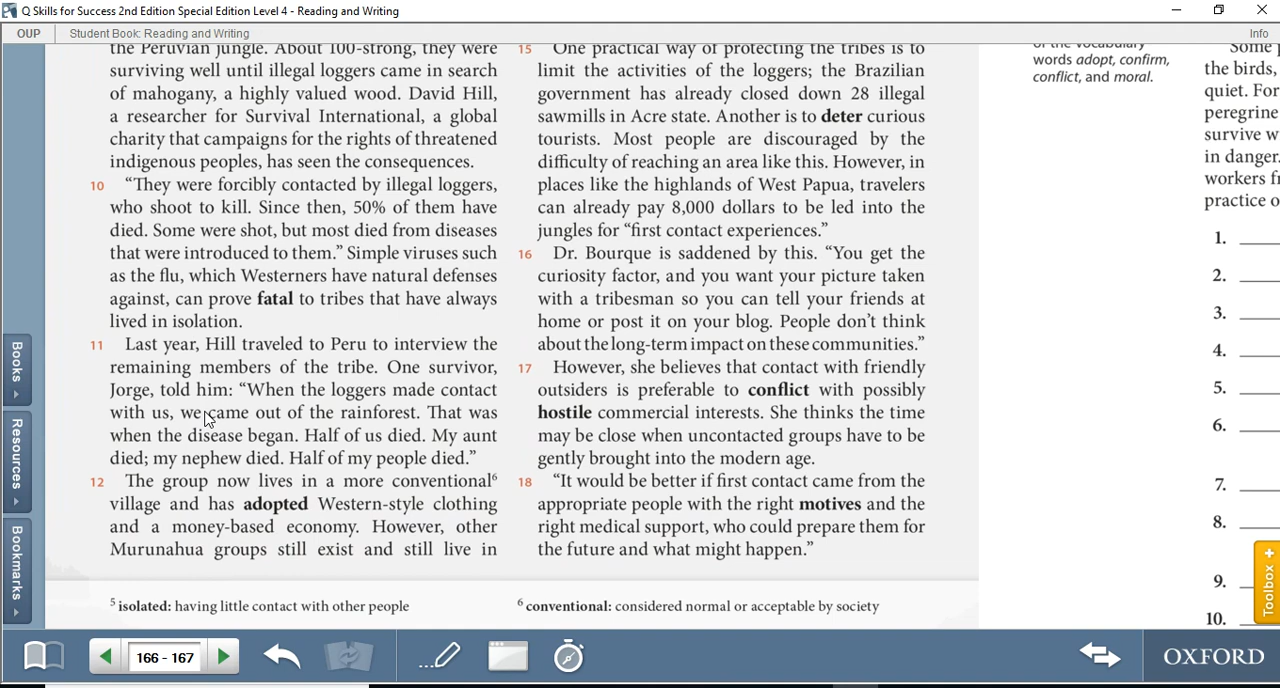 Q Skills for Success 2nd Edition Special Edition Level 4 - Reading and Writing
OUP
Student Book: Reading and Writing
Info
the Peruvian jungle. About 100-strong, they were
surviving well until illegal loggers came in search
of mahogany, a highly valued wood. David Hill,
a researcher for Survival International, a global
charity that campaigns for the rights of threatened
indigenous peoples, has seen the consequences.
10 “They were forcibly contacted by illegal loggers,
who shoot to kill. Since then, 50% of them have
died. Some were shot, but most died from diseases
that were introduced to them.” Simple viruses such
as the flu, which Westerners have natural defenses
against, can prove fatal to tribes that have always
lived in isolation.
11 Last year, Hill traveled to Peru to interview the
remaining members of the tribe. One survivor,
Jorge, told him: “When the loggers made contact
with us, we came out of the rainforest. That was
when the disease began. Half of us died. My aunt
died; my nephew died. Half of my people died.”
12 The group now lives in a more conventional⁶
village and has adopted Western-style clothing
and a money-based economy. However, other
Murunahua groups still exist and still live in
15 One practical way of protecting the tribes is to
limit the activities of the loggers; the Brazilian
government has already closed down 28 illegal
sawmills in Acre state. Another is to deter curious
tourists. Most people are discouraged by the
difficulty of reaching an area like this. However, in
places like the highlands of West Papua, travelers
can already pay 8,000 dollars to be led into the
jungles for “first contact experiences.”
16 Dr. Bourque is saddened by this. “You get the
curiosity factor, and you want your picture taken
with a tribesman so you can tell your friends at
home or post it on your blog. People don’t think
about the long-term impact on these communities.”
17 However, she believes that contact with friendly
outsiders is preferable to conflict with possibly
hostile commercial interests. She thinks the time
may be close when uncontacted groups have to be
gently brought into the modern age.
18 “It would be better if first contact came from the
appropriate people with the right motives and the
right medical support, who could prepare them for
the future and what might happen.”
⁵ isolated: having little contact with other people
⁶ conventional: considered normal or acceptable by society
of the vocabulary
words adopt, confirm,
conflict, and moral.
Some
the birds,
quiet. For
peregrine
survive w
in danger.
workers fr
practice o
1.
2.
3.
4.
5.
6.
7.
8.
9.
10.
Books
Resources
Bookmarks
Toolbox +
166 - 167
OXFORD